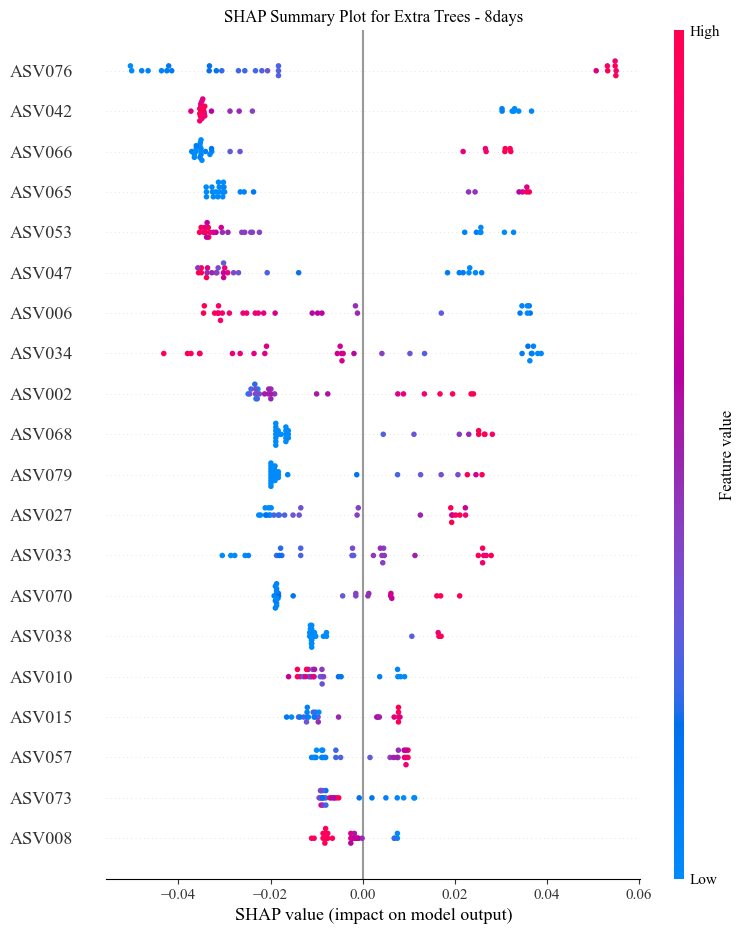 SHAP Summary Plot for Extra Trees - 8days
High
ASV076
ASV042
ASV066
ASV065
ASV053
ASV047
ASV006
ASV034
ASV002
ASV068
ASV079
ASV027
ASV033
ASV070
ASV038
ASV010
ASV015
ASV057
ASV073
ASV008
Feature value
Low
−0.04 −0.02 0.00 0.02 0.04 0.06
SHAP value (impact on model output)